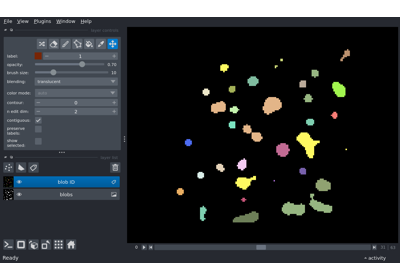 File View Plugins Window Help
label:
1
opacity:
0.70
brush size:
10
blending:
translucent
color mode:
contour:
0
n edit dim:
2
contiguous:
preserve labels:
show selected:
blob ID
blobs
0
Ready
activity